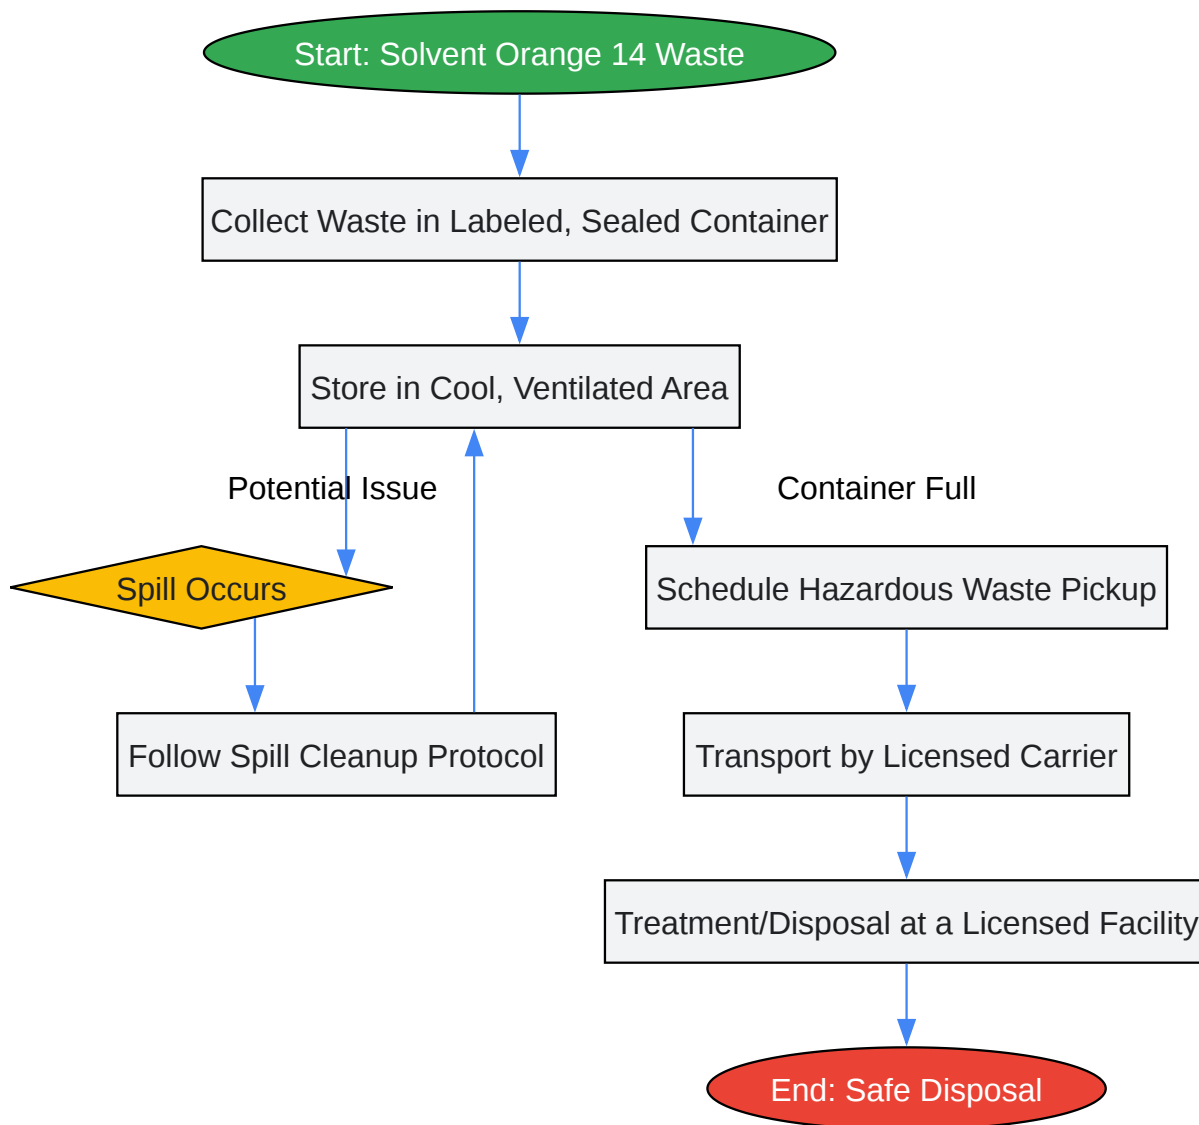 Start: Solvent Orange 14 Waste
Collect Waste in Labeled, Sealed Container
Store in Cool, Ventilated Area
Potential Issue
Container Full
Spill Occurs
Schedule Hazardous Waste Pickup
Follow Spill Cleanup Protocol
Transport by Licensed Carrier
Treatment/Disposal at a Licensed Facility
End: Safe Disposal